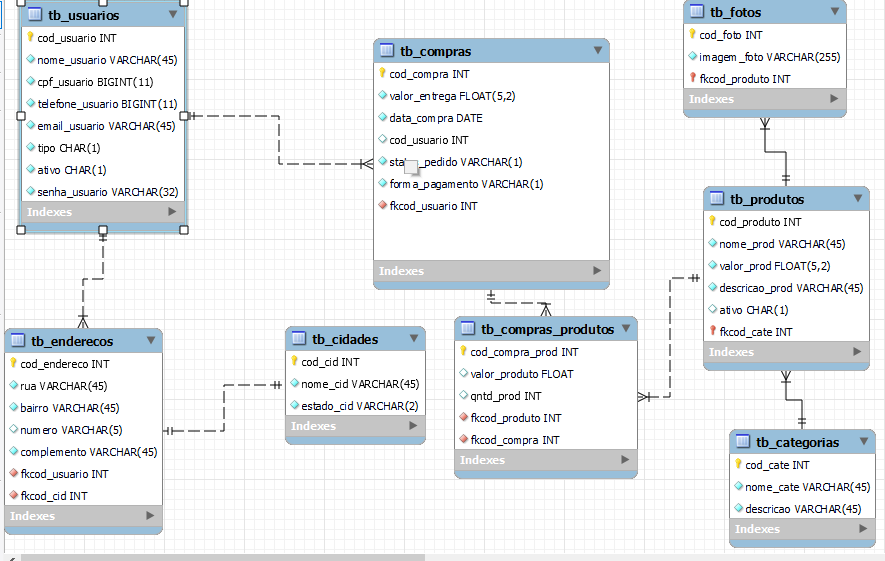 tb_usuarios
cod_usuario INT
nome_usuario VARCHAR(45)
cpf_usuario BIGINT(11)
telefone_usuario BIGINT(11)
email_usuario VARCHAR(45)
tipo CHAR(1)
ativo CHAR(1)
senha_usuario VARCHAR(32)
Indexes
tb_compras
cod_compra INT
valor_entrega FLOAT(5,2)
data_compra DATE
cod_usuario INT
VARCHAR(1)
forma_pagamento VARCHAR(1)
fkcod_usuario INT
Indexes
tb_fotos
cod_foto INT
imagem_foto VARCHAR(255)
fkcod_produto INT
Indexes
tb_produtos
cod_produto INT
nome_prod VARCHAR(45)
valor_prod FLOAT(5,2)
descricao_prod VARCHAR(45)
ativo CHAR(1)
fkcod_cate INT
Indexes
tb_enderecos
cod_endereco INT
rua VARCHAR(45)
bairro VARCHAR(45)
numero VARCHAR(5)
complemento VARCHAR(45)
fkcod_usuario INT
fkcod_cid INT
Indexes
tb_cidades
cod_cid INT
nome_cid VARCHAR(45)
estado_cid VARCHAR(2)
Indexes
tb_compras_produtos
cod_compra_prod INT
valor_produto FLOAT
qntd_prod INT
fkcod_produto INT
fkcod_compra INT
Indexes
tb_categorias
cod_cate INT
nome_cate VARCHAR(45)
descricao VARCHAR(45)
Indexes